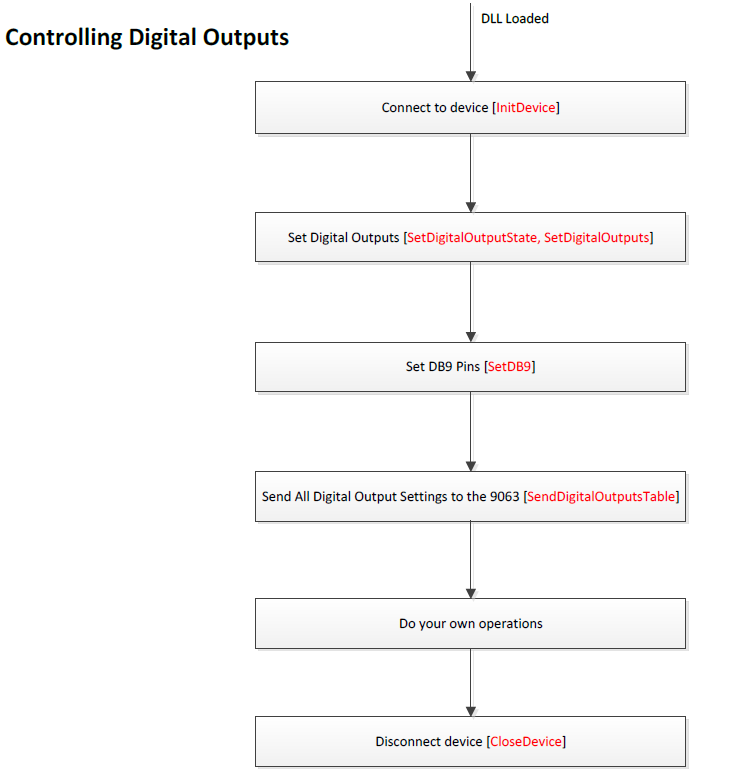 Controlling Digital Outputs
DLL Loaded
Connect to device [InitDevice]
Set Digital Outputs [SetDigitalOutputState, SetDigitalOutputs]
Set DB9 Pins [SetDB9]
Send All Digital Output Settings to the 9063 [SendDigitalOutputsTable]
Do your own operations
Disconnect device [CloseDevice]